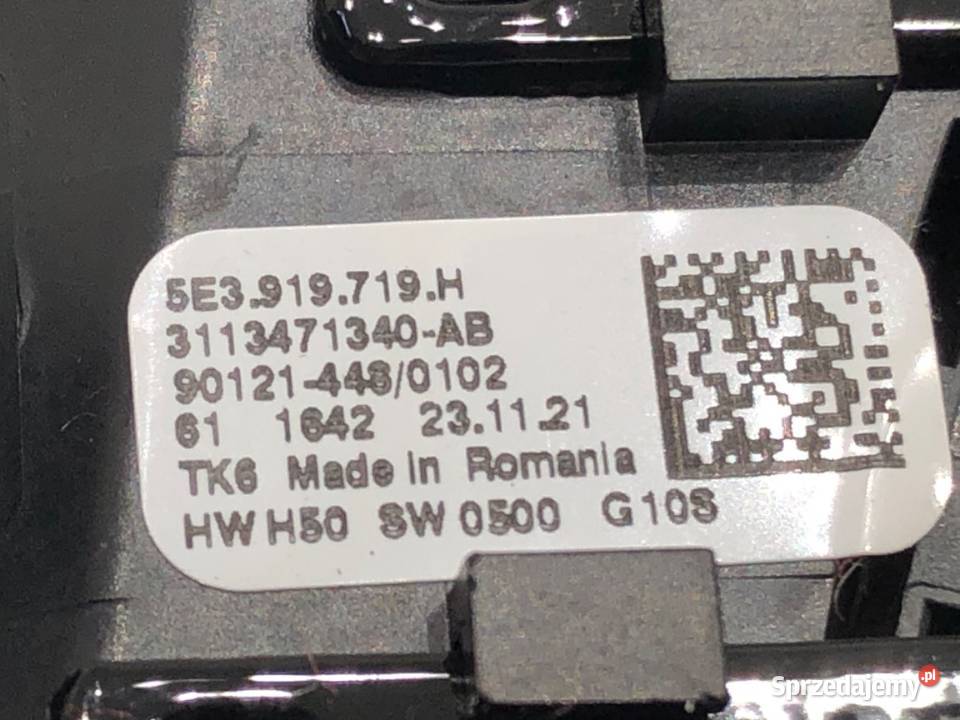 5E3.919.719.H
3113471340-AB
90121-448/0102
61 1642 23.11.21
TK6 Made in Romania
HW H50 SW 0500 G10S
Sprzedajemy.pl